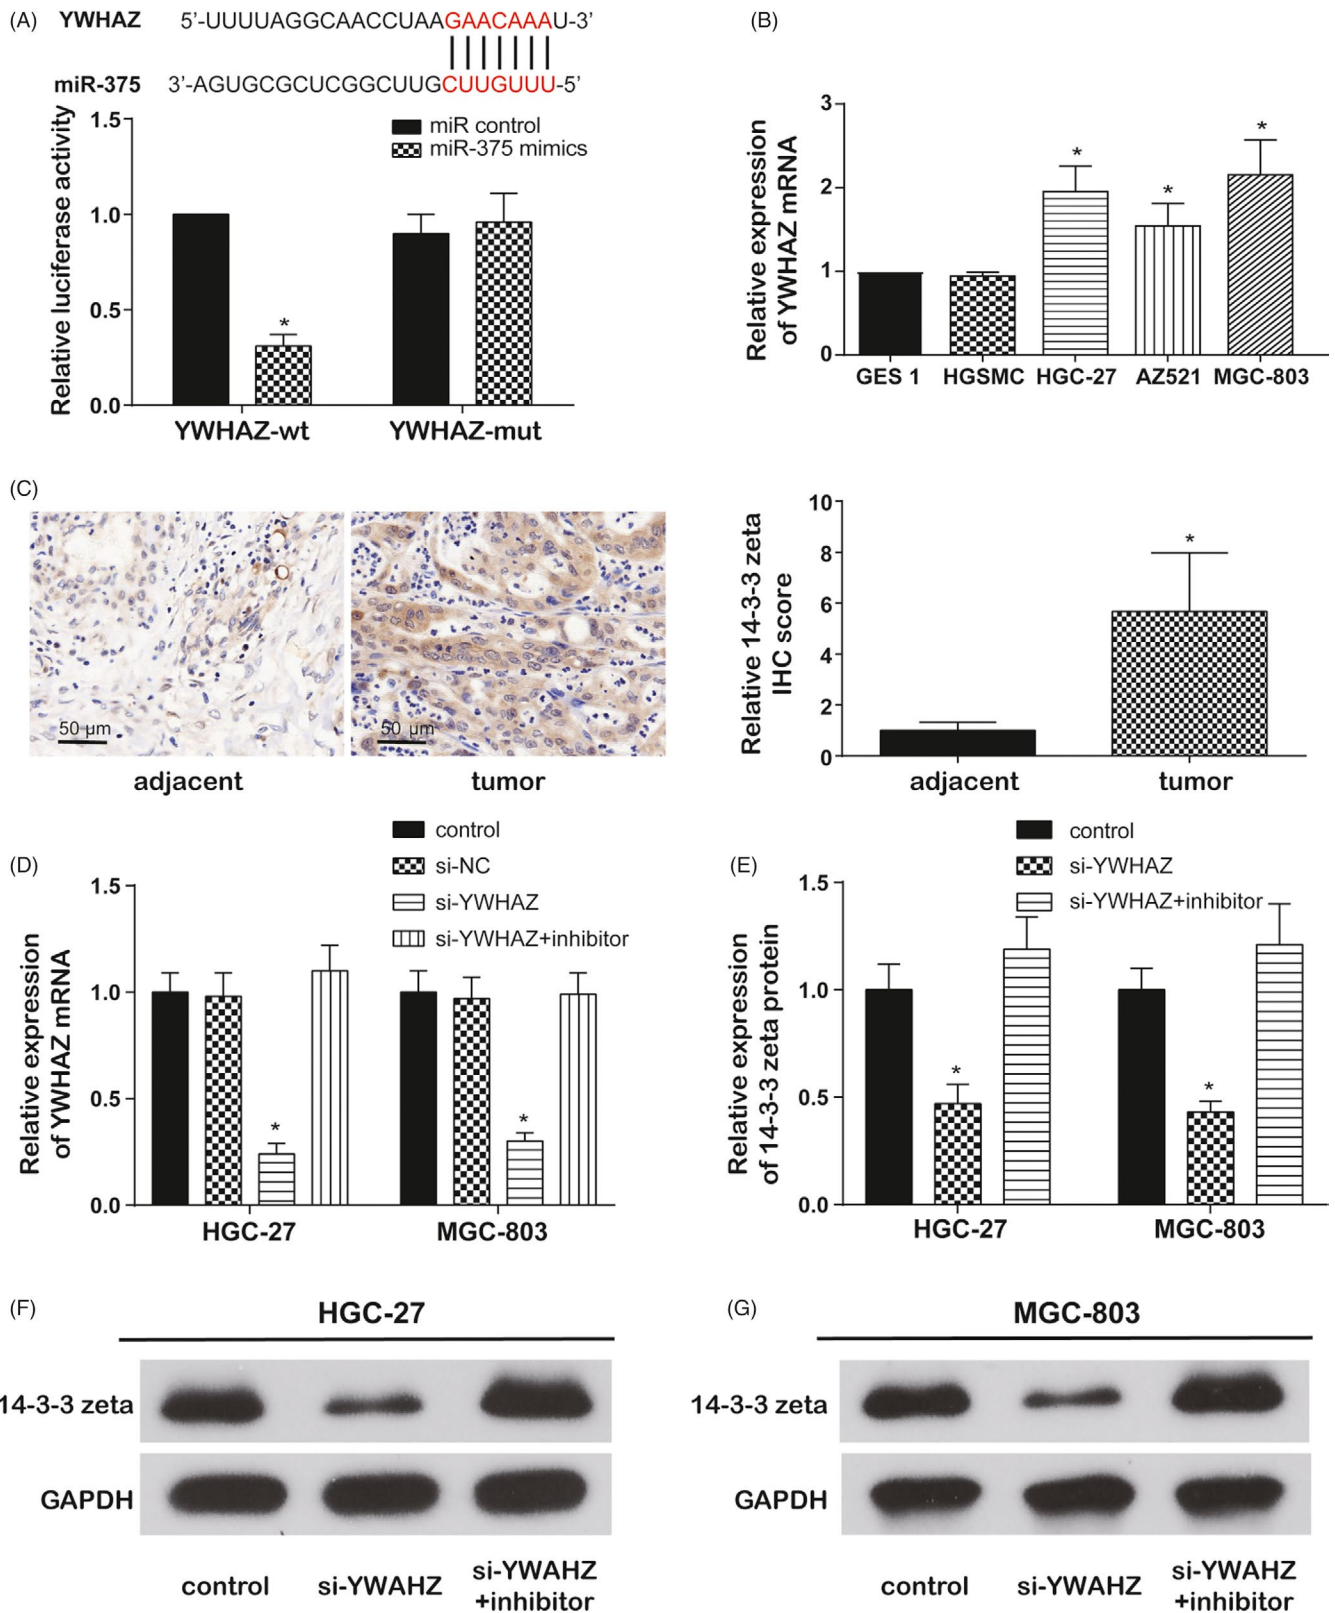 (A)
YWHAZ 5’-UUUUAGGCAACCUAAGAACAAAU-3’
miR-375 3’-AGUGCGCUCGGCUUGCUUGUUU-5’
Relative luciferase activity
1.5
1.0
0.5
0.0
miR control
miR-375 mimics
*
YWHAZ-wt
YWHAZ-mut
(B)
Relative expression
of YWHAZ mRNA
3
2
1
0
*
*
*
GES 1
HGSMC
HGC-27
AZ521
MGC-803
(C)
50 µm
50 µm
adjacent
tumor
Relative 14-3-3 zeta
IHC score
10
8
6
4
2
0
*
adjacent
tumor
(D)
control
si-NC
si-YWHAZ
si-YWHAZ+inhibitor
Relative expression
of YWHAZ mRNA
1.5
1.0
0.5
0.0
*
*
HGC-27
MGC-803
(E)
control
si-YWHAZ
si-YWHAZ+inhibitor
Relative expression
of 14-3-3 zeta protein
1.5
1.0
0.5
0.0
*
*
HGC-27
MGC-803
(F)
HGC-27
14-3-3 zeta
GAPDH
control
si-YWAHZ
si-YWAHZ
+inhibitor
(G)
MGC-803
14-3-3 zeta
GAPDH
control
si-YWAHZ
si-YWAHZ
+inhibitor